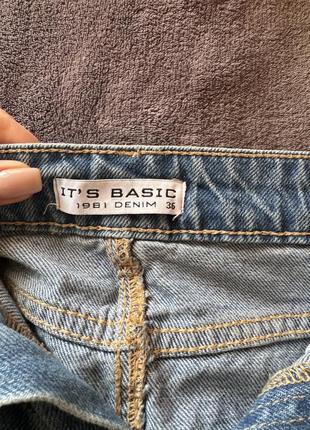 IT'S BASIC
1981 DENIM 36